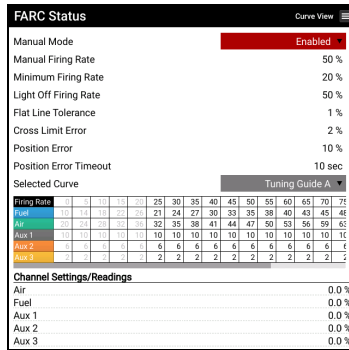 FARC Status Curve View
Manual Mode Enabled
Manual Firing Rate 50 %
Minimum Firing Rate 20 %
Light Off Firing Rate 50 %
Flat Line Tolerance 1 %
Cross Limit Error 2 %
Position Error 10 %
Position Error Timeout 10 sec
Selected Curve Tuning Guide A
Firing Rate 0 5 10 15 20 25 30 35 40 45 50 55 60 65 70 75
Fuel 10 14 18 22 26 21 24 27 30 33 35 38 40 43 45 48
Air 20 24 28 32 36 32 35 38 41 44 47 50 53 56 59 63
Aux 1 10 10 10 10 10 10 10 10 10 10 10 10 10 10 10 10
Aux 2 6 6 6 6 6 6 6 6 6 6 6 6 6 6 6 6
Aux 3 2 2 2 2 2 2 2 2 2 2 2 2 2 2 2 2
Channel Settings/Readings
Air 0.0 %
Fuel 0.0 %
Aux 1 0.0 %
Aux 2 0.0 %
Aux 3 0.0 %